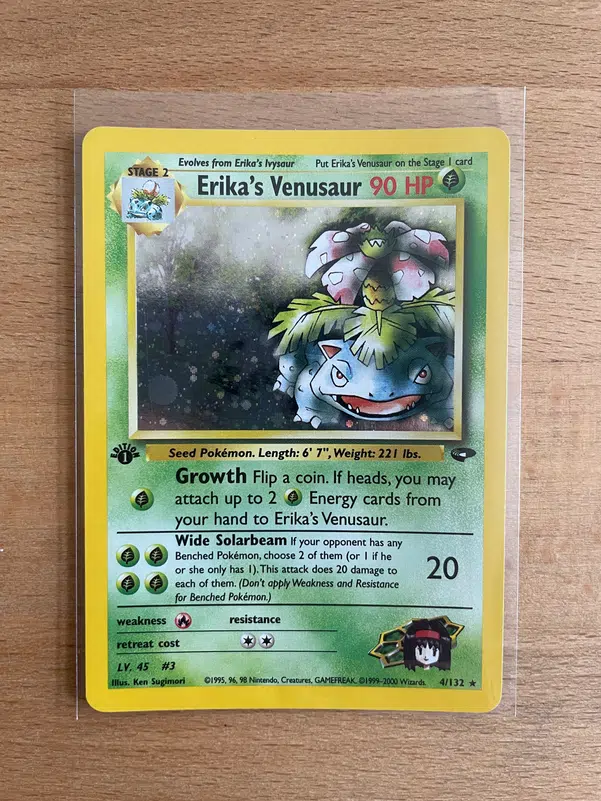 Evolves from Erika's Ivysaur Put Erika's Venusaur on the Stage 1 card
STAGE 2
Erika's Venusaur 90 HP
EDITION
1
Seed Pokémon. Length: 6' 7", Weight: 221 lbs.
Growth Flip a coin. If heads, you may
attach up to 2 Energy cards from
your hand to Erika's Venusaur.
Wide Solarbeam If your opponent has any
Benched Pokémon, choose 2 of them (or 1 if he
or she only has 1). This attack does 20 damage to
each of them. (Don't apply Weakness and Resistance
for Benched Pokémon.)
20
weakness resistance
retreat cost
LV. 45 #3
Illus. Ken Sugimori ©1995, 96, 98 Nintendo, Creatures, GAMEFREAK. ©1999-2000 Wizards. 4/132 ★